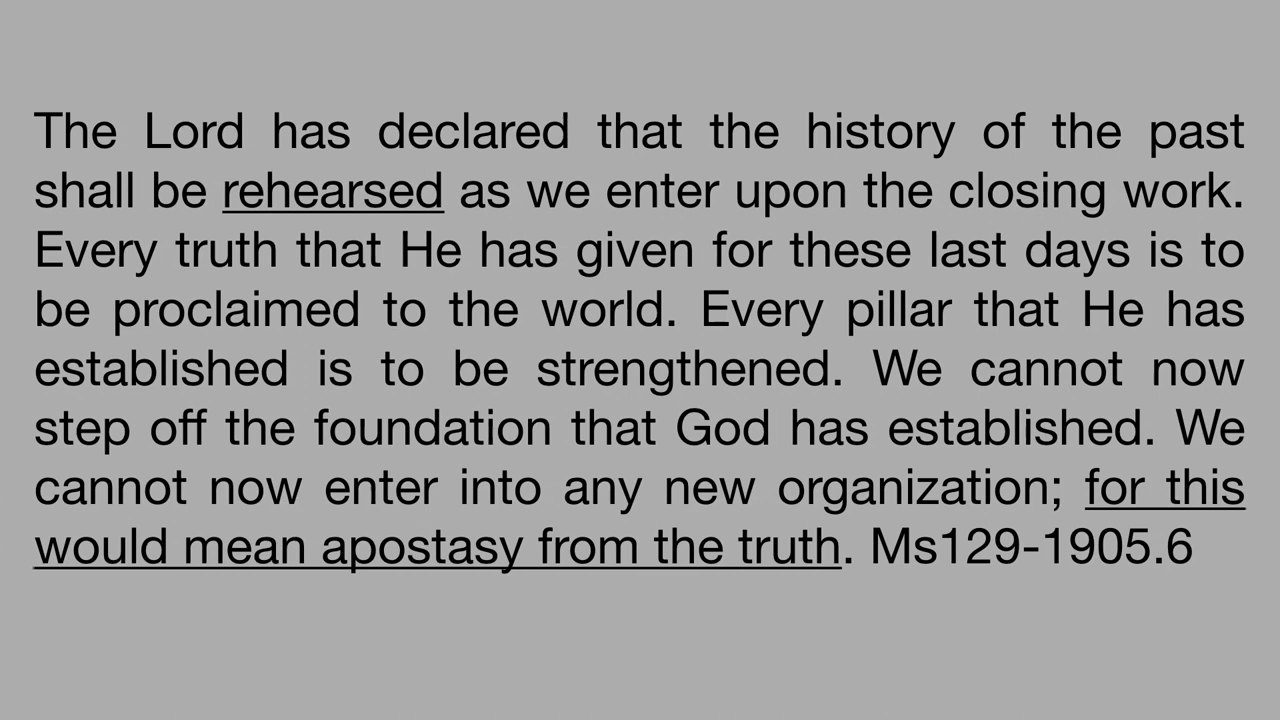 The Lord has declared that the history of the past
shall be rehearsed as we enter upon the closing work.
Every truth that He has given for these last days is to
be proclaimed to the world. Every pillar that He has
established is to be strengthened. We cannot now
step off the foundation that God has established. We
cannot now enter into any new organization; for this
would mean apostasy from the truth. Ms129-1905.6